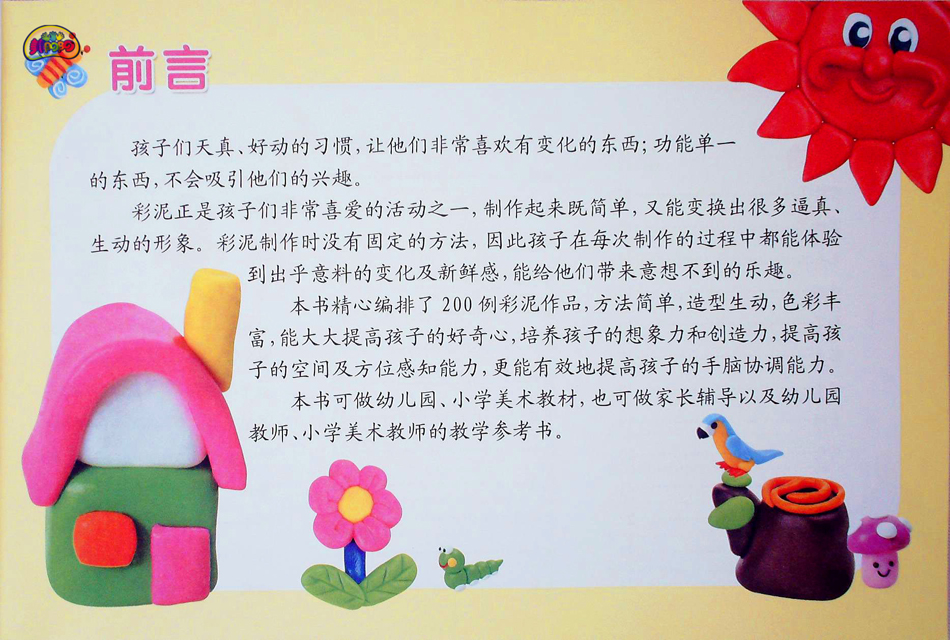 前言
孩子们天真、好动的习惯,让他们非常喜欢有变化的东西;功能单一
的东西,不会吸引他们的兴趣。
彩泥正是孩子们非常喜爱的活动之一,制作起来既简单,又能变换出很多逼真、
生动的形象。彩泥制作时没有固定的方法,因此孩子在每次制作的过程中都能体验
到出乎意料的变化及新鲜感,能给他们带来意想不到的乐趣。
本书精心编排了200例彩泥作品,方法简单,造型生动,色彩丰
富,能大大提高孩子的好奇心,培养孩子的想象力和创造力,提高孩
子的空间及方位感知能力,更能有效地提高孩子的手脑协调能力。
本书可做幼儿园、小学美术教材,也可做家长辅导以及幼儿园
教师、小学美术教师的教学参考书。